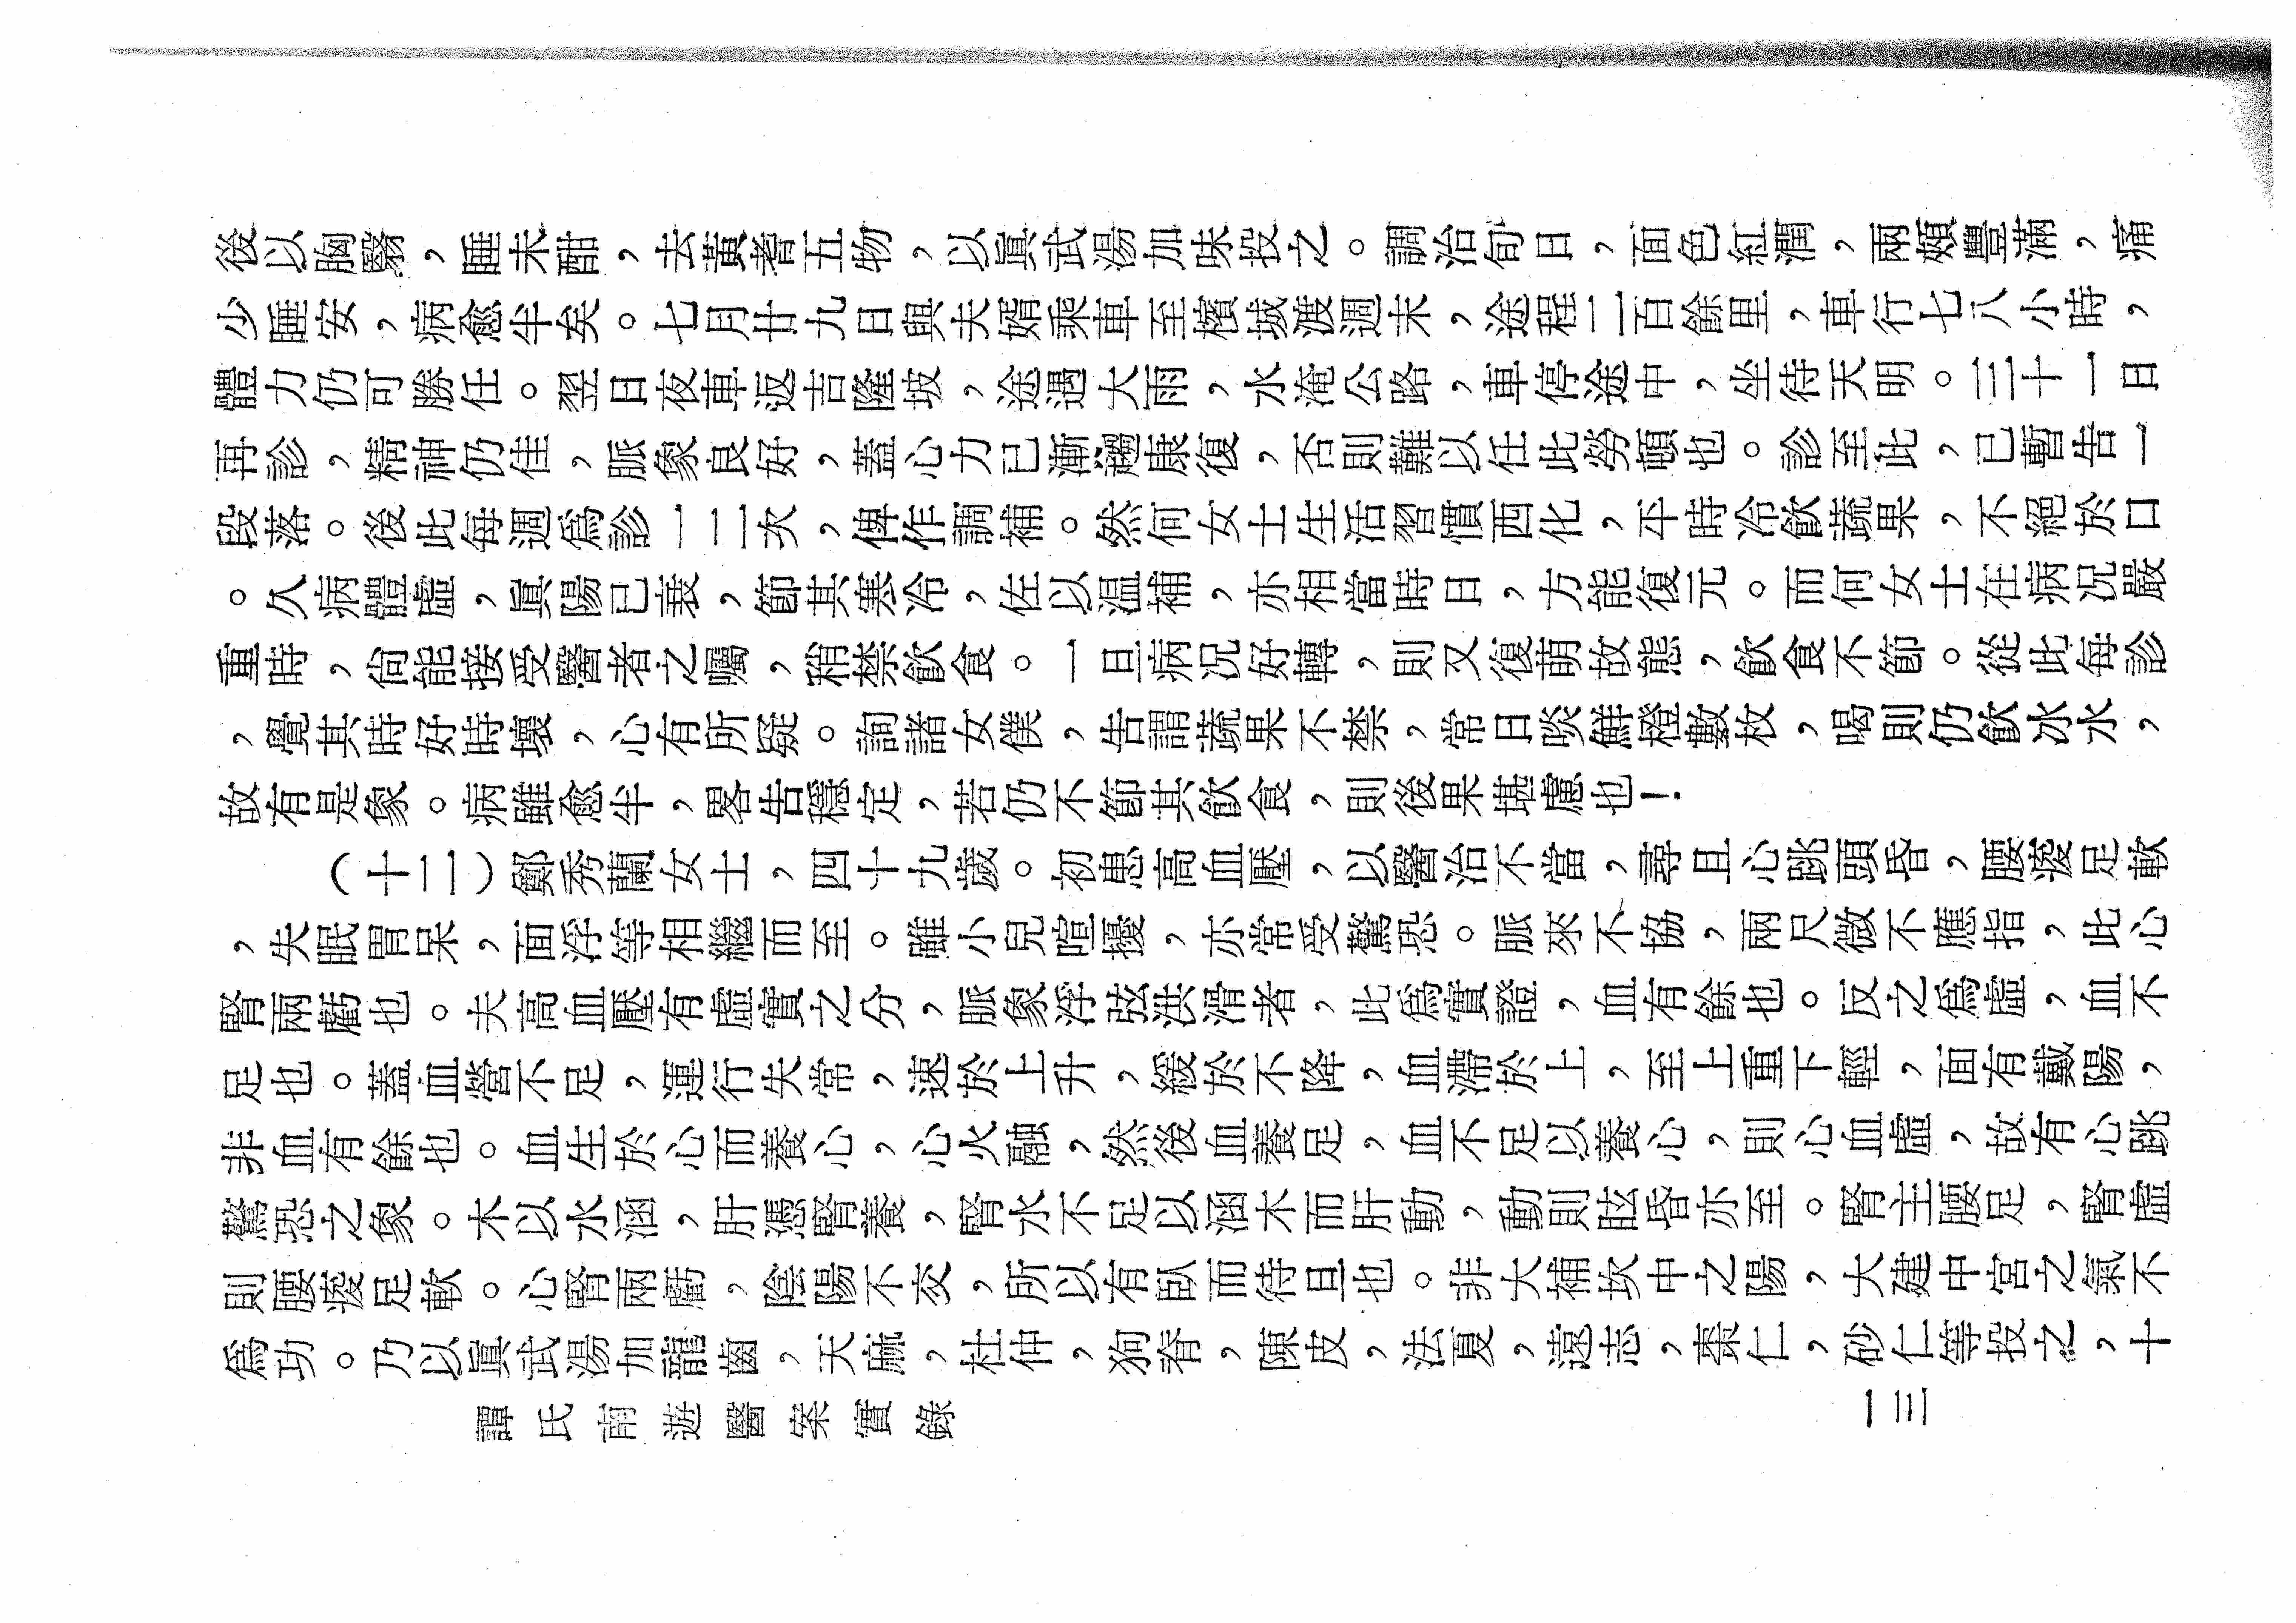 後以胸翳，睡未酣，去黃耆五物，以眞武湯加味投之。調治旬日，面色紅潤，兩頰豐滿，痛
少睡安，病愈半矣。七月廿九日與夫婿乘車至檳城渡週末，途程二百餘里，車行七八小時，
體力仍可勝任。翌日夜車返吉隆坡，途遇大雨，水淹公路，車停途中，坐待天明。三十一日
再診，精神仍佳，脈象良好，蓋心力已漸趨康復，否則難以任此勞頓也。診至此，已暫告一
段落。後此每週爲診一二次，俾作調補。然何女士生活習慣西化，平時冷飮蔬果，不絕於口
。久病體虛，眞陽已衰，節其寒冷，佐以温補，亦相當時日，方能復元。而何女士在病況嚴
重時，尙能接受醫者之囑，稍禁飮食。一旦病況好轉，則又復萌故態，飮食不節。從此每診
，覺其時好時壞，心有所疑。詢諸女僕，告謂蔬果不禁，常日啖鮮橙數枚，喝則仍飮冰水，
故有是象。病雖愈半，畧告穩定，若仍不節其飮食，則後果堪慮也！
（十二）鄭秀蘭女士，四十九歲。初患高血壓，以醫治不當，尋且心跳頭昏，腰痠足軟
，失眠胃呆，面浮等相繼而至。雖小兒喧擾，亦常受驚恐。脈來不協，兩尺微不應指，此心
腎兩虧也。夫高血壓有虛實之分，脈象浮弦洪滑者，此爲實證，血有餘也。反之爲虛，血不
足也。蓋血營不足，運行失常，速於上升，緩於不降，血滯於上，至上重下輕，面有戴陽，
非血有餘也。血生於心而養心，心火融，然後血養足，血不足以養心，則心血虛，故有心跳
驚恐之象。木以水涵，肝憑腎養，腎水不足以涵木而肝動，動則眩昏亦至。腎主腰足，腎虛
則腰痠足軟。心腎兩虧，陰陽不交，所以有臥而待旦也。非大補坎中之陽，大建中宮之氣不
爲功。乃以眞武湯加龍齒，天麻，杜仲，狗脊，陳皮，法夏，遠志，棗仁，砂仁等投之，十
譚氏南遊醫案實錄
一三